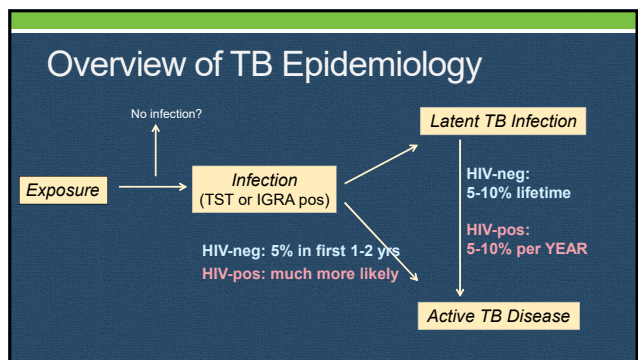 Overview of TB Epidemiology
No infection?
Latent TB Infection
Exposure
Infection
(TST or IGRA pos)
HIV-neg:
5-10% lifetime
HIV-pos:
5-10% per YEAR
HIV-neg: 5% in first 1-2 yrs
HIV-pos: much more likely
Active TB Disease